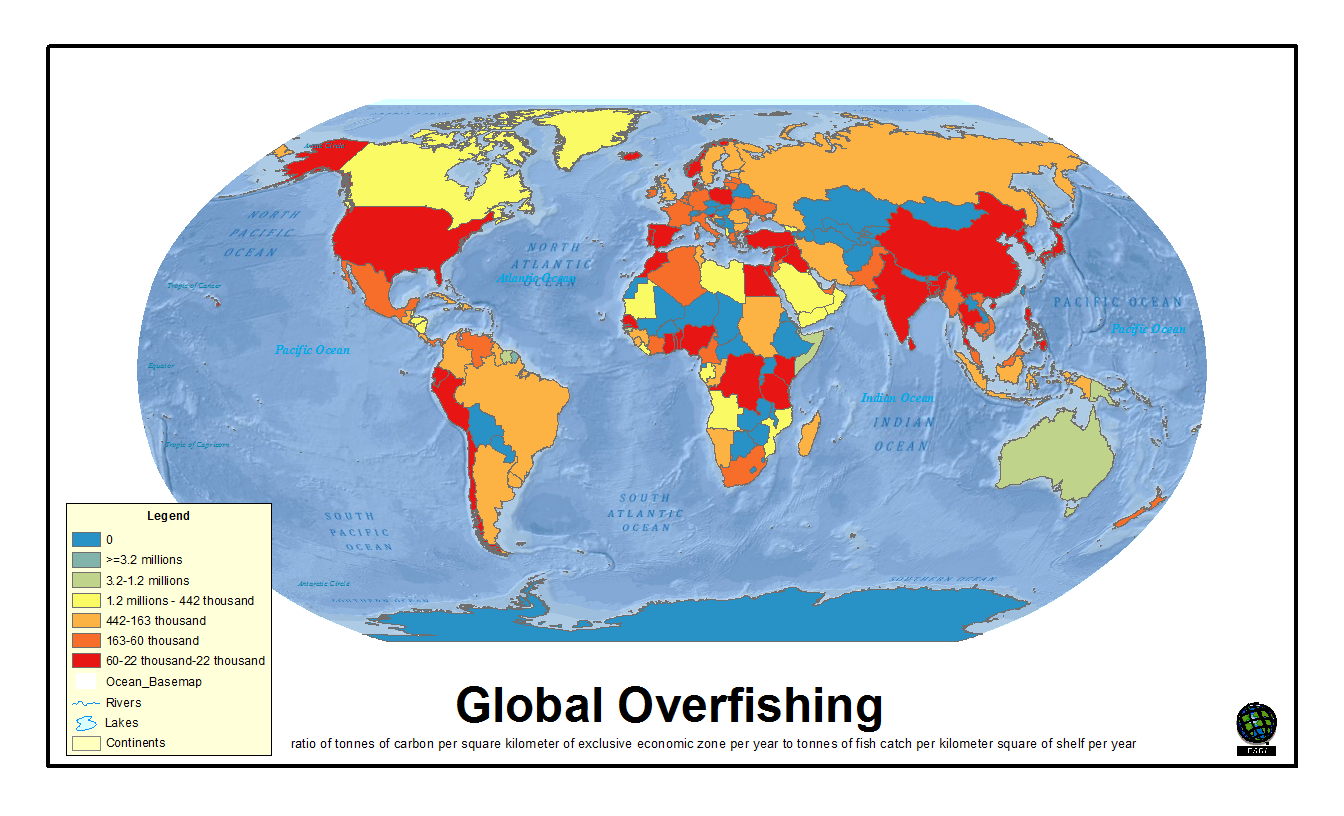 Arctic Circle
NORTH
PACIFIC
OCEAN
NORTH
ATLANTIC
Atlantic Ocean
OCEAN
Tropic of Cancer
PACIFIC OCEAN
Pacific Ocean
Pacific Ocean
Equator
Indian Ocean
INDIAN
OCEAN
Tropic of Capricorn
SOUTH
ATLANTIC
OCEAN
SOUTH
PACIFIC
OCEAN
Antarctic Circle
SOUTHERN OCEAN
SOUTHERN OCEAN
Legend
0
>=3.2 millions
3.2-1.2 millions
1.2 millions - 442 thousand
442-163 thousand
163-60 thousand
60-22 thousand-22 thousand
Ocean_Basemap
Rivers
Lakes
Continents
Global Overfishing
ratio of tonnes of carbon per square kilometer of exclusive economic zone per year to tonnes of fish catch per kilometer square of shelf per year